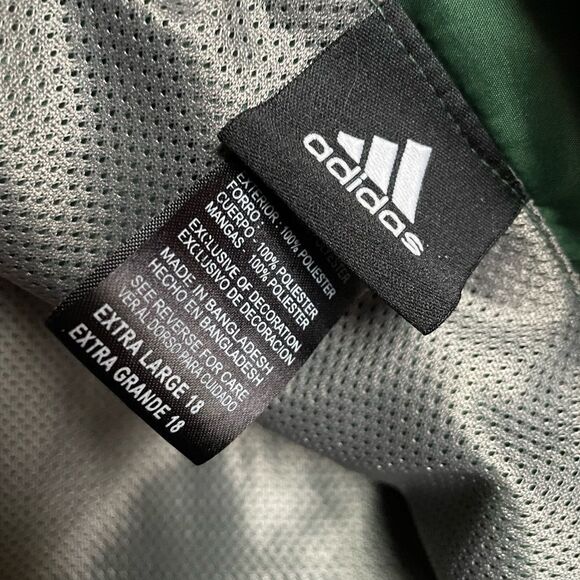 adidas
EXTERIOR : 100% POLIESTER
FORRO :
CUERPO : 100% POLIESTER
MANGAS : 100% POLIESTER
EXCLUSIVE OF DECORATION
EXCLUSIVO DE DECORACION
MADE IN BANGLADESH
HECHO EN BANGLADESH
SEE REVERSE FOR CARE
VER AL DORSO PARA CUIDADO
EXTRA LARGE 18
EXTRA GRANDE 18